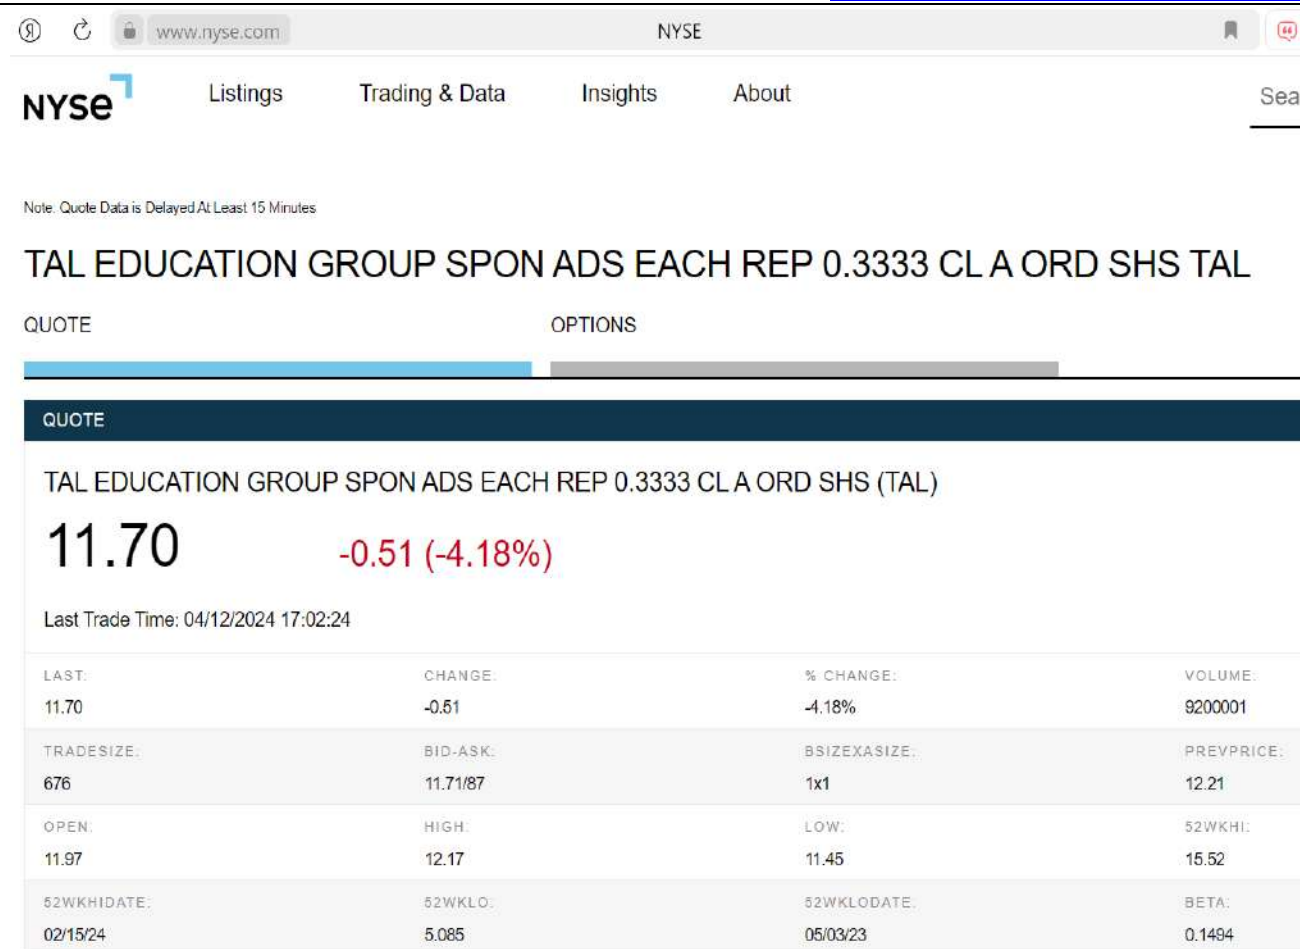 www.nyse.com NYSE
NYSE Listings Trading & Data Insights About Sea
Note: Quote Data is Delayed At Least 15 Minutes
TAL EDUCATION GROUP SPON ADS EACH REP 0.3333 CL A ORD SHS TAL
QUOTE OPTIONS
QUOTE
TAL EDUCATION GROUP SPON ADS EACH REP 0.3333 CL A ORD SHS (TAL)
11.70 -0.51 (-4.18%)
Last Trade Time: 04/12/2024 17:02:24
LAST: CHANGE: % CHANGE: VOLUME:
11.70 -0.51 -4.18% 9200001
TRADESIZE: BID-ASK: BSIZEXASIZE: PREVPRICE:
676 11.71/87 1x1 12.21
OPEN: HIGH: LOW: 52WKHI:
11.97 12.17 11.45 15.52
52WKHIDATE: 52WKLO: 52WKLODATE: BETA:
02/15/24 5.085 05/03/23 0.1494